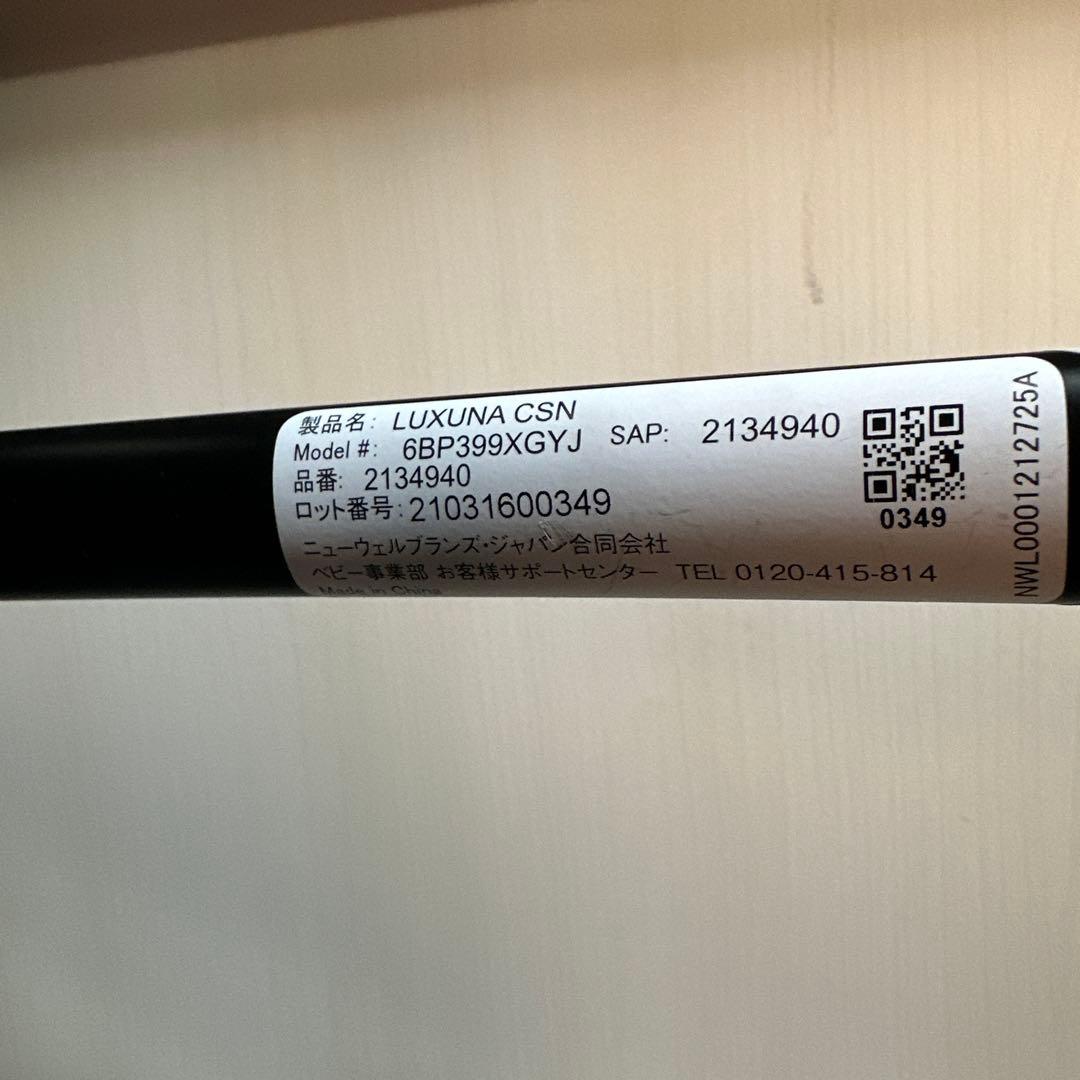 製品名: LUXUNA CSN
Model #: 6BP399XGYJ SAP: 2134940
品番: 2134940
ロット番号: 21031600349
ニューウェルブランズ・ジャパン合同会社
ベビー事業部 お客様サポートセンター TEL 0120-415-814
Made in China
0349
NWL0001212725A